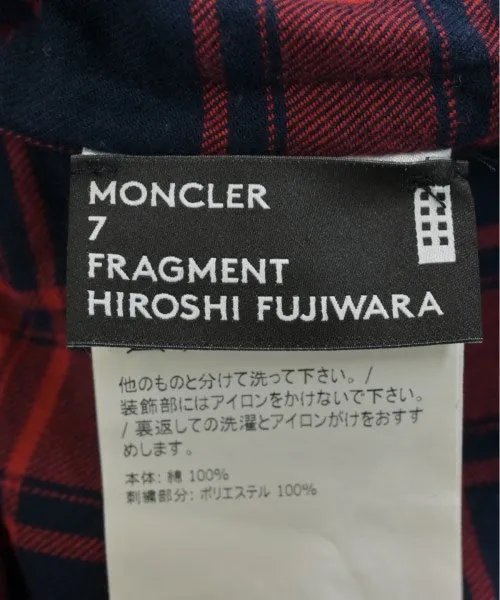 MONCLER
7
FRAGMENT
HIROSHI FUJIWARA
他のものと分けて洗って下さい。/
装飾部にはアイロンをかけないで下さい。
/ 裏返しての洗濯とアイロンがけをおすす
めします。
本体: 綿 100%
刺繍部分: ポリエステル 100%